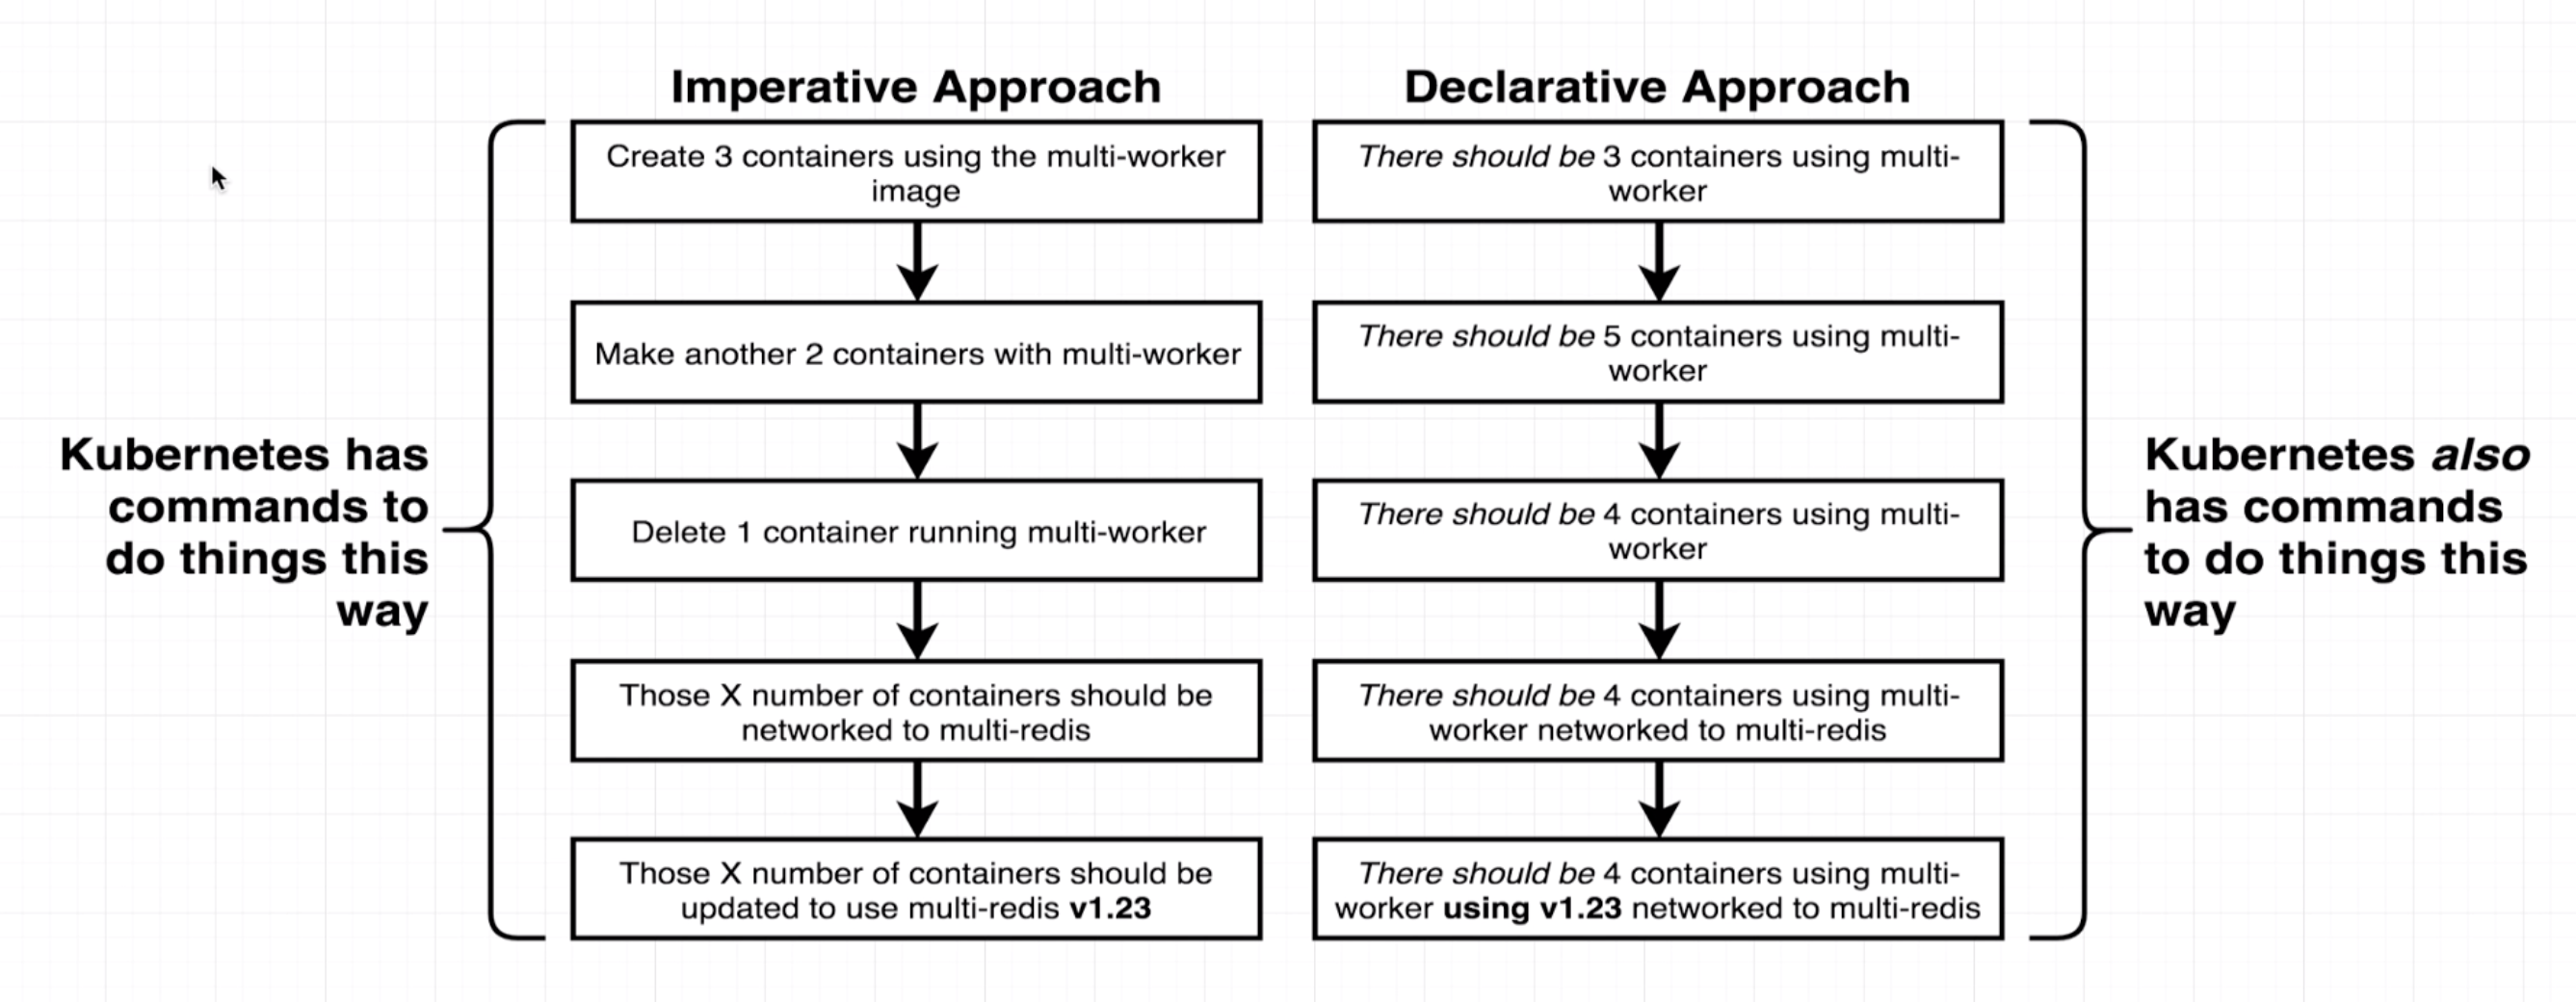 Imperative Approach
Create 3 containers using the multi-worker
image
Make another 2 containers with multi-worker
Delete 1 container running multi-worker
Those X number of containers should be
networked to multi-redis
Those X number of containers should be
updated to use multi-redis v1.23
Kubernetes has
commands to
do things this
way
Declarative Approach
There should be 3 containers using multi-
worker
There should be 5 containers using multi-
worker
There should be 4 containers using multi-
worker
There should be 4 containers using multi-
worker networked to multi-redis
There should be 4 containers using multi-
worker using v1.23 networked to multi-redis
Kubernetes also
has commands
to do things this
way